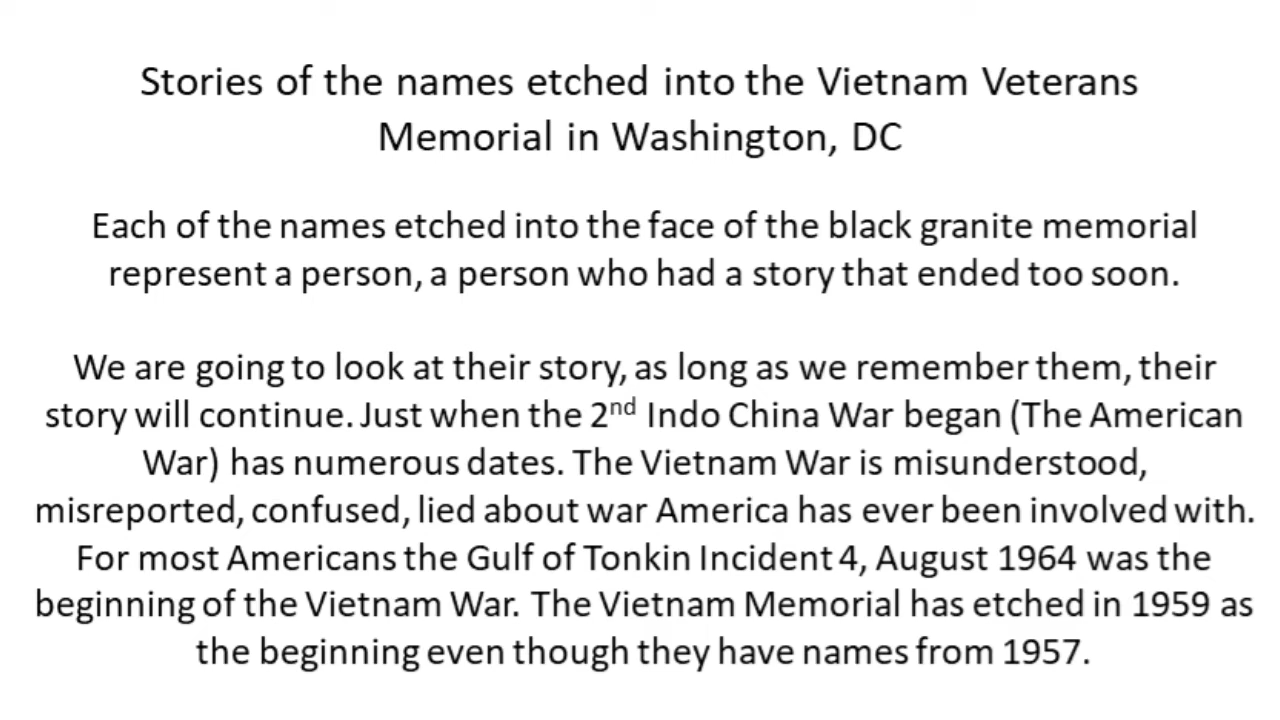 Stories of the names etched into the Vietnam Veterans
Memorial in Washington, DC
Each of the names etched into the face of the black granite memorial
represent a person, a person who had a story that ended too soon.
We are going to look at their story, as long as we remember them, their
story will continue. Just when the 2nd Indo China War began (The American
War) has numerous dates. The Vietnam War is misunderstood,
misreported, confused, lied about war America has ever been involved with.
For most Americans the Gulf of Tonkin Incident 4, August 1964 was the
beginning of the Vietnam War. The Vietnam Memorial has etched in 1959 as
the beginning even though they have names from 1957.